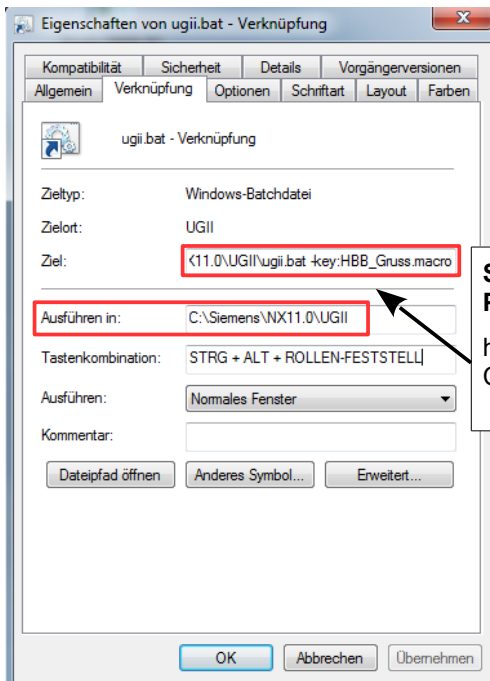 Eigenschaften von ugii.bat - Verknüpfung
Kompatibilität Sicherheit Details Vorgängerversionen
Allgemein Verknüpfung Optionen Schriftart Layout Farben
ugii.bat - Verknüpfung
Zieltyp: Windows-Batchdatei
Zielort: UGII
Ziel: 11.0\UGII\ugii.bat -key:HBB_Gruss.macro
Ausführen in: C:\Siemens\NX11.0\UGII
Tastenkombination: STRG + ALT + ROLLEN-FESTSTELL
Ausführen: Normales Fenster
Kommentar:
Dateipfad öffnen Anderes Symbol... Erweitert...
OK Abbrechen Übernehmen